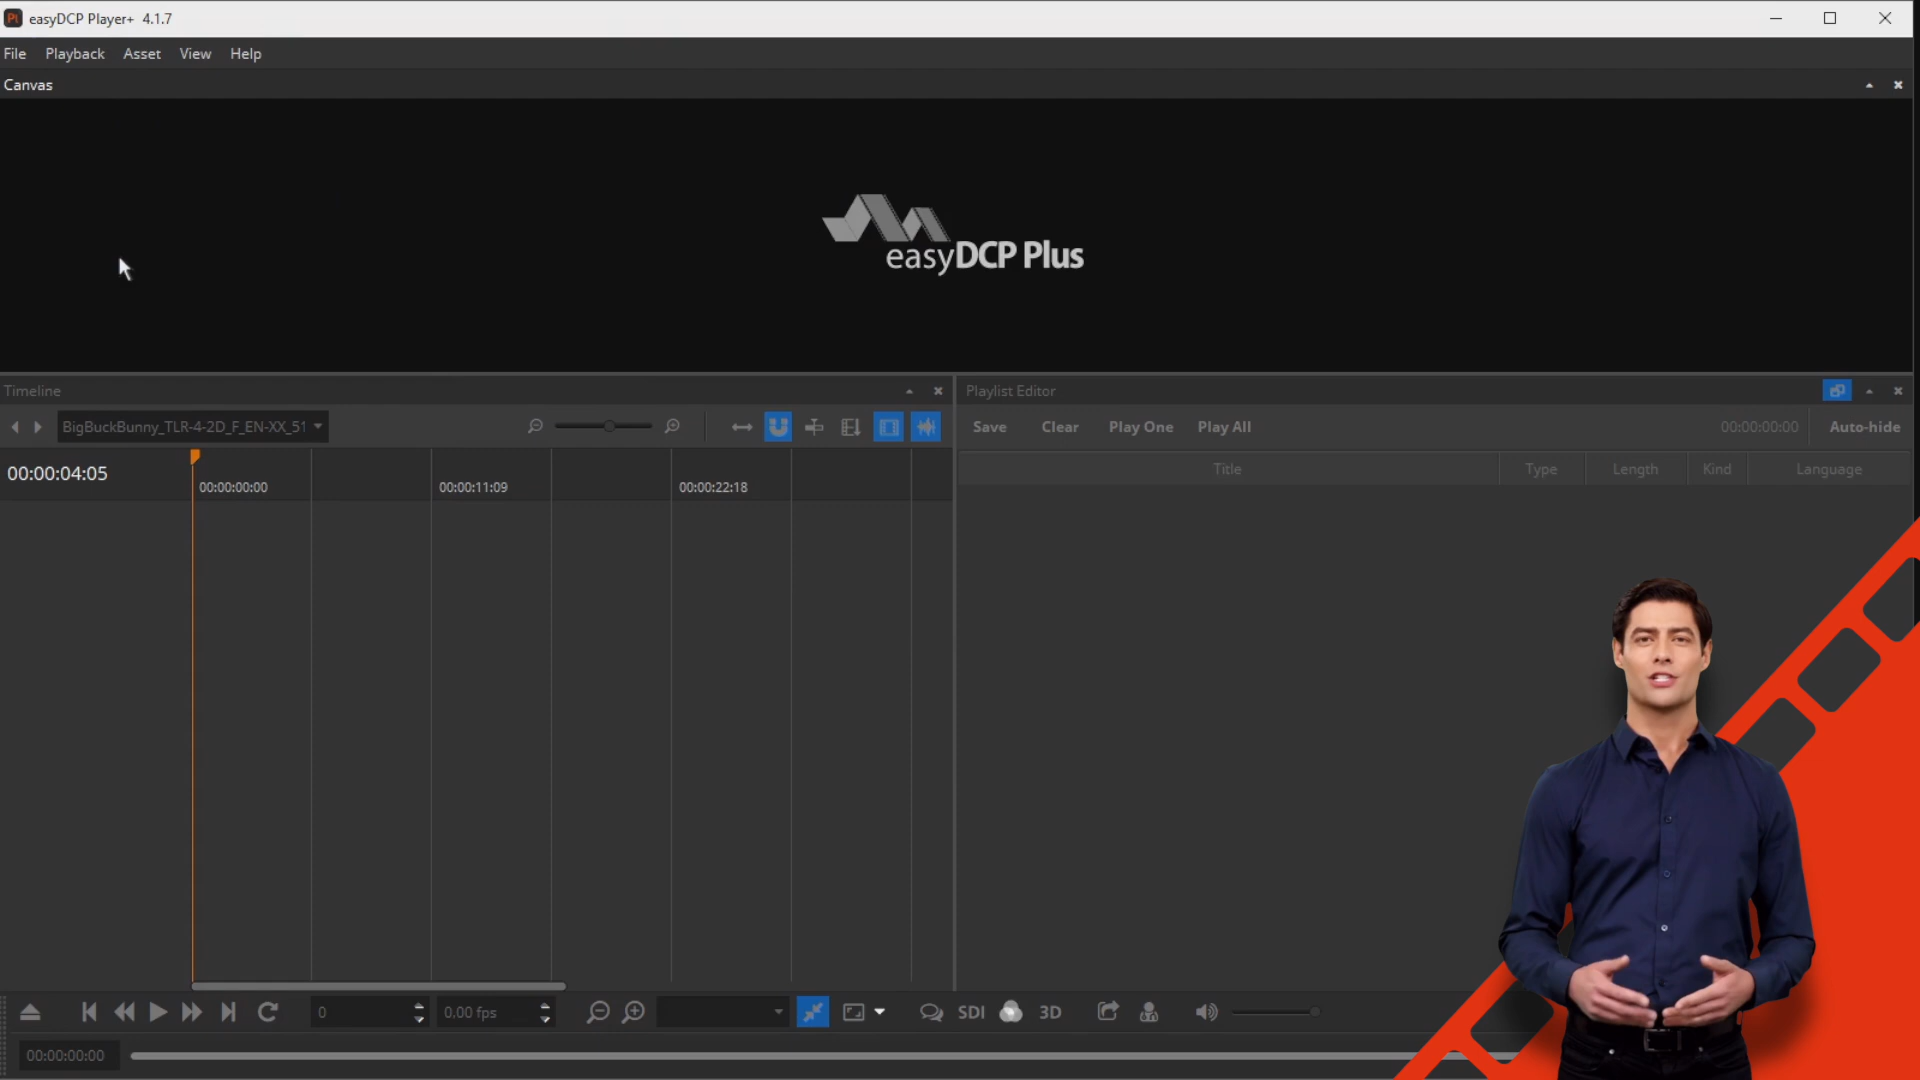 easyDCP Player+ 4.1.7
File Playback Asset View Help
Canvas
easyDCP Plus
Timeline
BigBuckBunny_TLR-4-2D_F_EN-XX_51
00:00:04:05
00:00:00:00 00:00:11:09 00:00:22:18
Playlist Editor
Save Clear Play One Play All 00:00:00:00 Auto-hide
Title Type Length Kind Language
0 0.00 fps SDI 3D
00:00:00:00